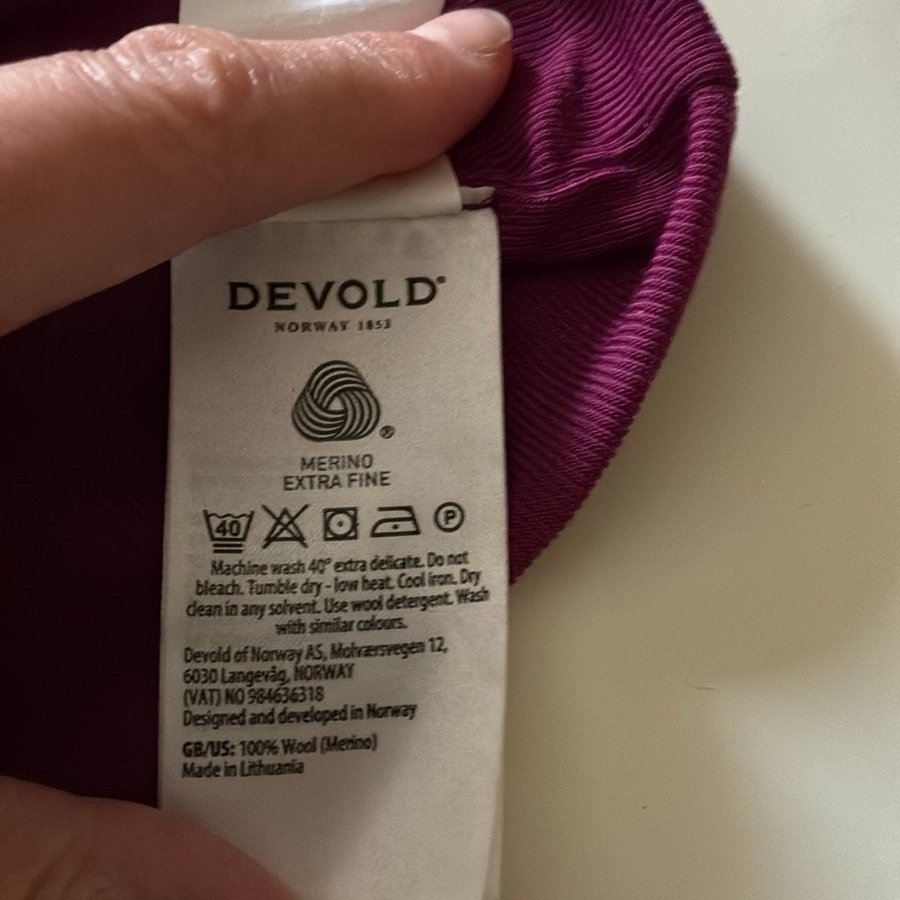 DEVOLD®
NORWAY 1853
®
MERINO
EXTRA FINE
40 P
Machine wash 40° extra delicate. Do not
bleach. Tumble dry - low heat. Cool iron. Dry
clean in any solvent. Use wool detergent. Wash
with similar colours.
Devold of Norway AS, Molværsvegen 12,
6030 Langevåg, NORWAY
(VAT) NO 984636318
Designed and developed in Norway
GB/US: 100% Wool (Merino)
Made in Lithuania